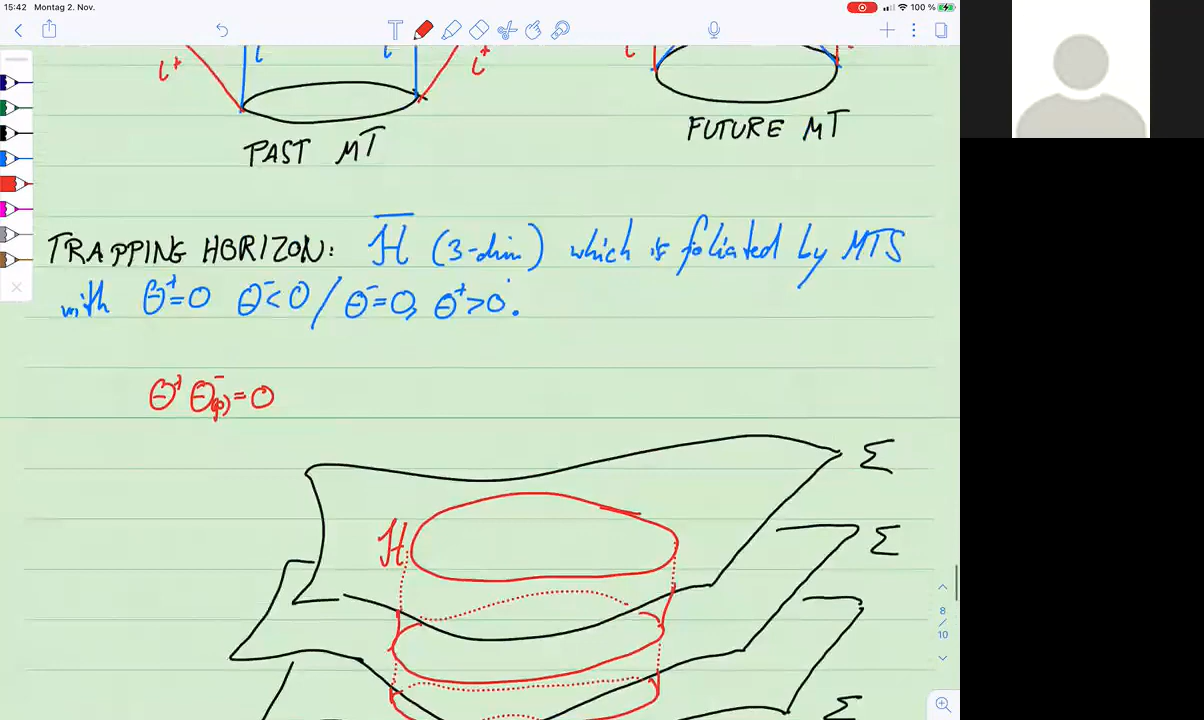 15:42 Montag 2. Nov.
100 %
T
l+ l l l+
l l
PAST MT
FUTURE MT
TRAPPING HORIZON: H̅ (3-dim) which is foliated by MTS
with Θ⁺=0 Θ⁻<0 / Θ⁻=0, Θ⁺>0.
Θ⁺ Θ⁻(p)=0
Σ
H
Σ
Σ
8
/
10